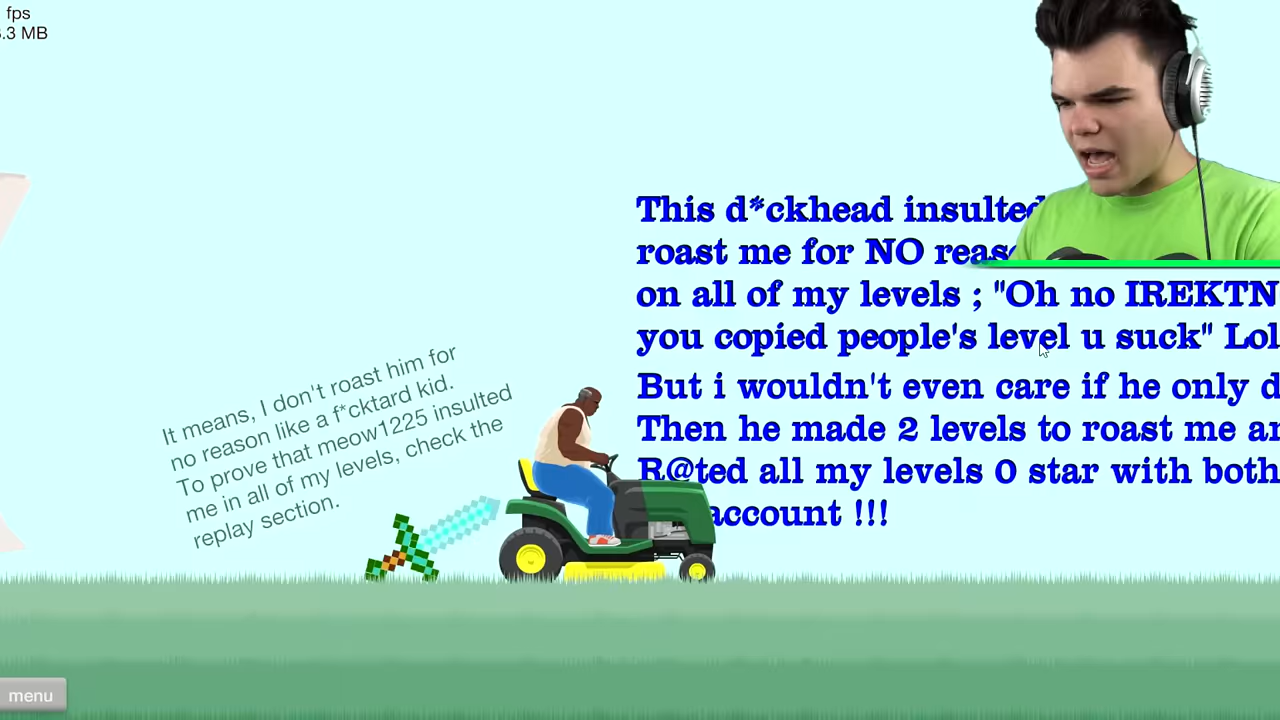 fps
.3 MB
This d*ckhead insulted
roast me for NO reas
on all of my levels ; "Oh no IREKTN
you copied people's level u suck" Lol
But i wouldn't even care if he only d
Then he made 2 levels to roast me an
R@ted all my levels 0 star with both
account !!!
It means, I don't roast him for
no reason like a f*cktard kid.
To prove that meow1225 insulted
me in all of my levels, check the
replay section.
menu